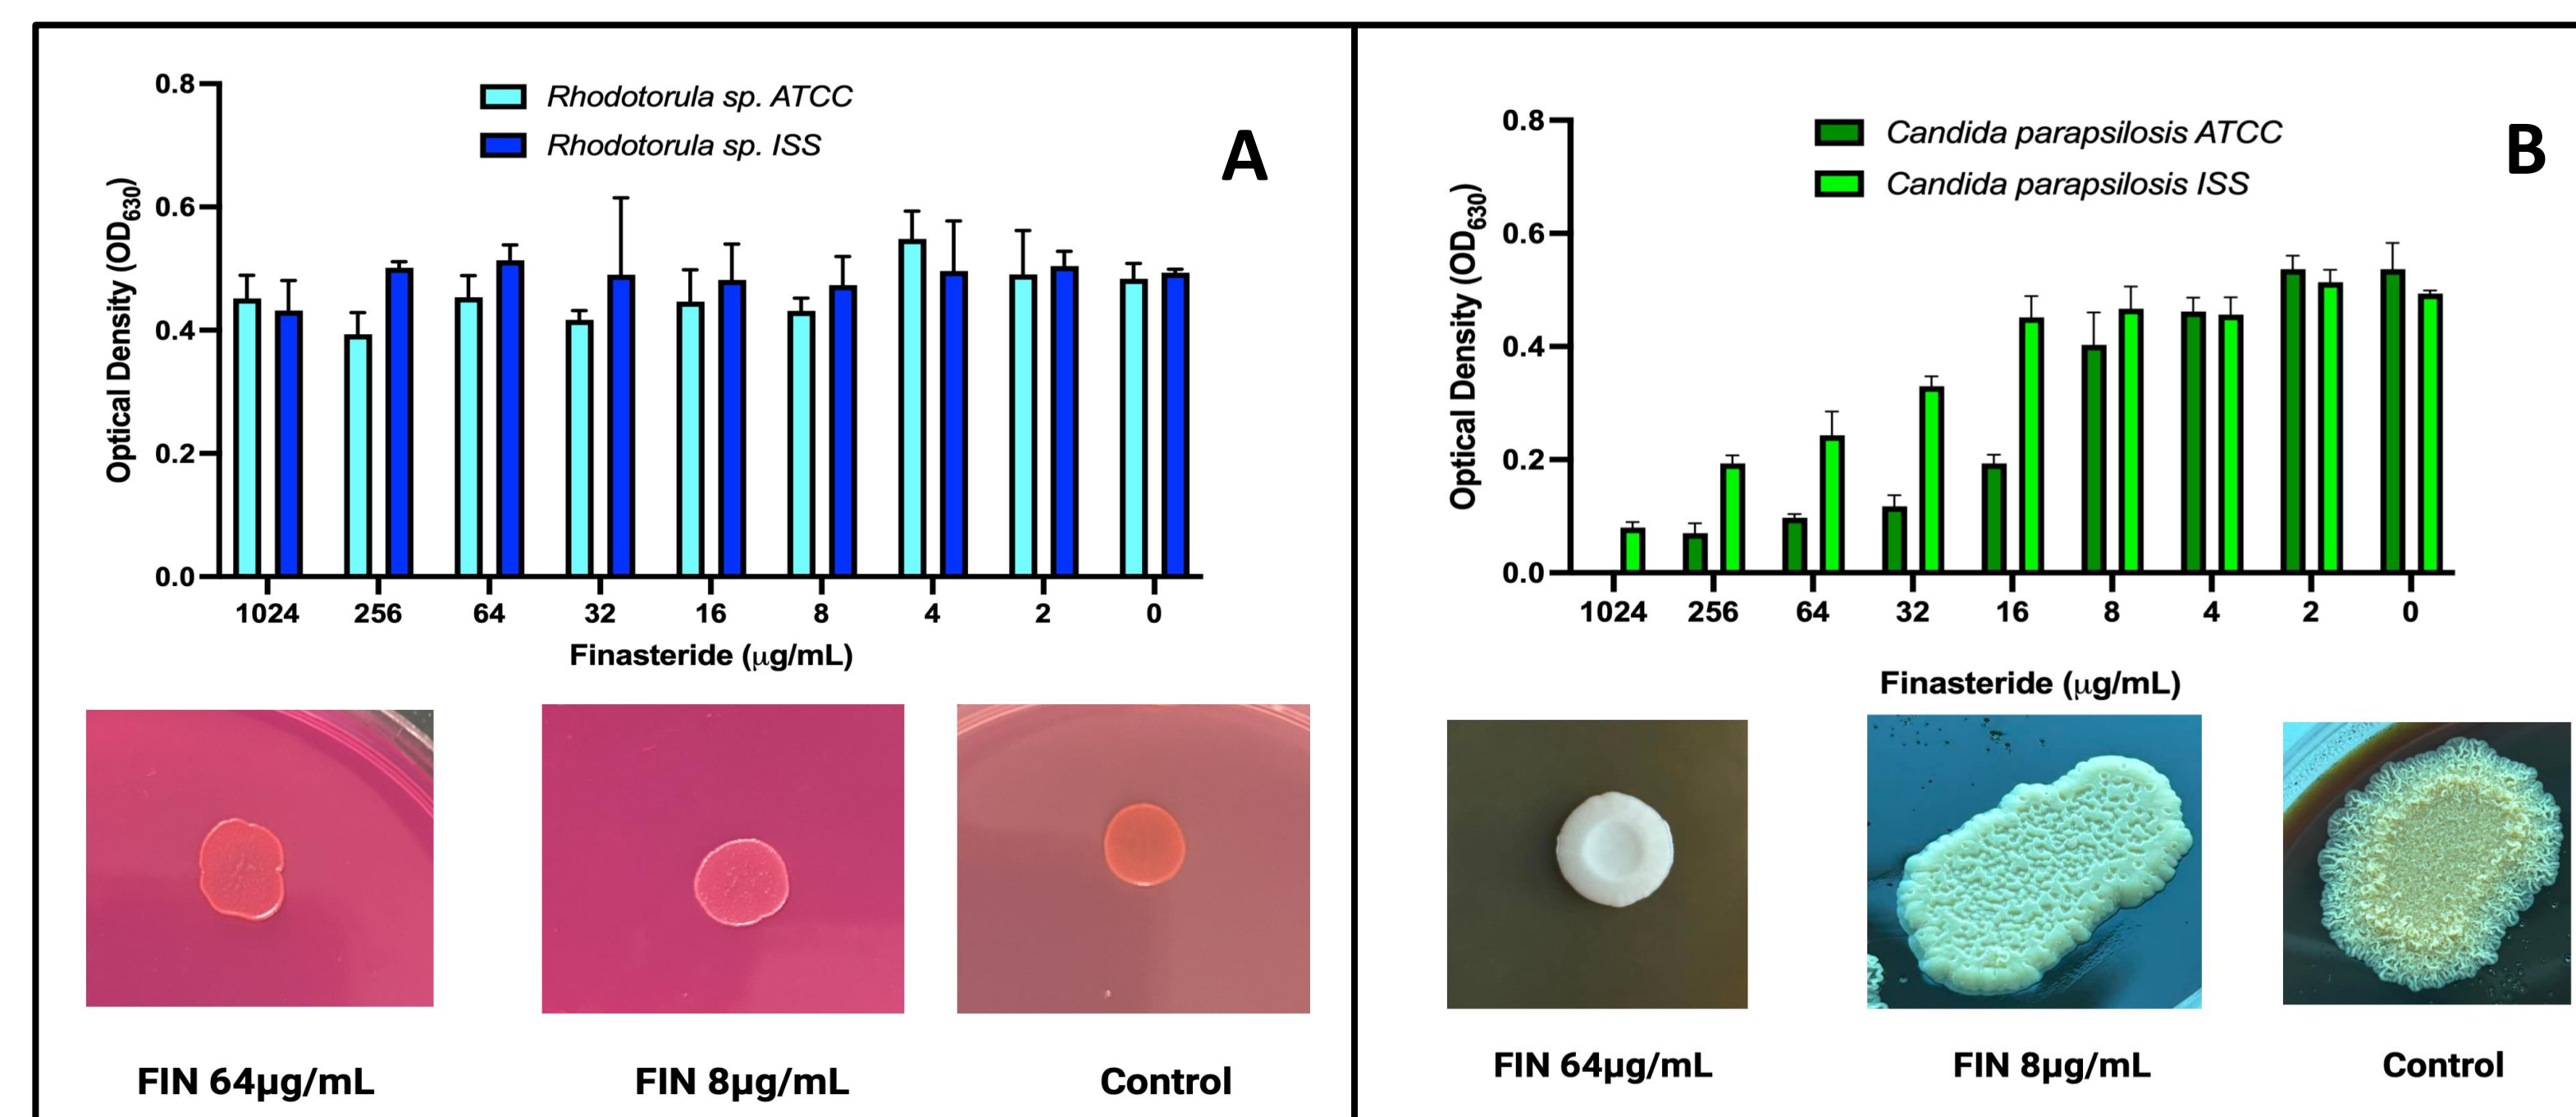 A
Rhodotorula sp. ATCC
Rhodotorula sp. ISS
Optical Density (OD630)
0.8
0.6
0.4
0.2
0.0
1024 256 64 32 16 8 4 2 0
Finasteride (μg/mL)
FIN 64μg/mL FIN 8μg/mL Control
B
Candida parapsilosis ATCC
Candida parapsilosis ISS
Optical Density (OD630)
0.8
0.6
0.4
0.2
0.0
1024 256 64 32 16 8 4 2 0
Finasteride (μg/mL)
FIN 64μg/mL FIN 8μg/mL Control